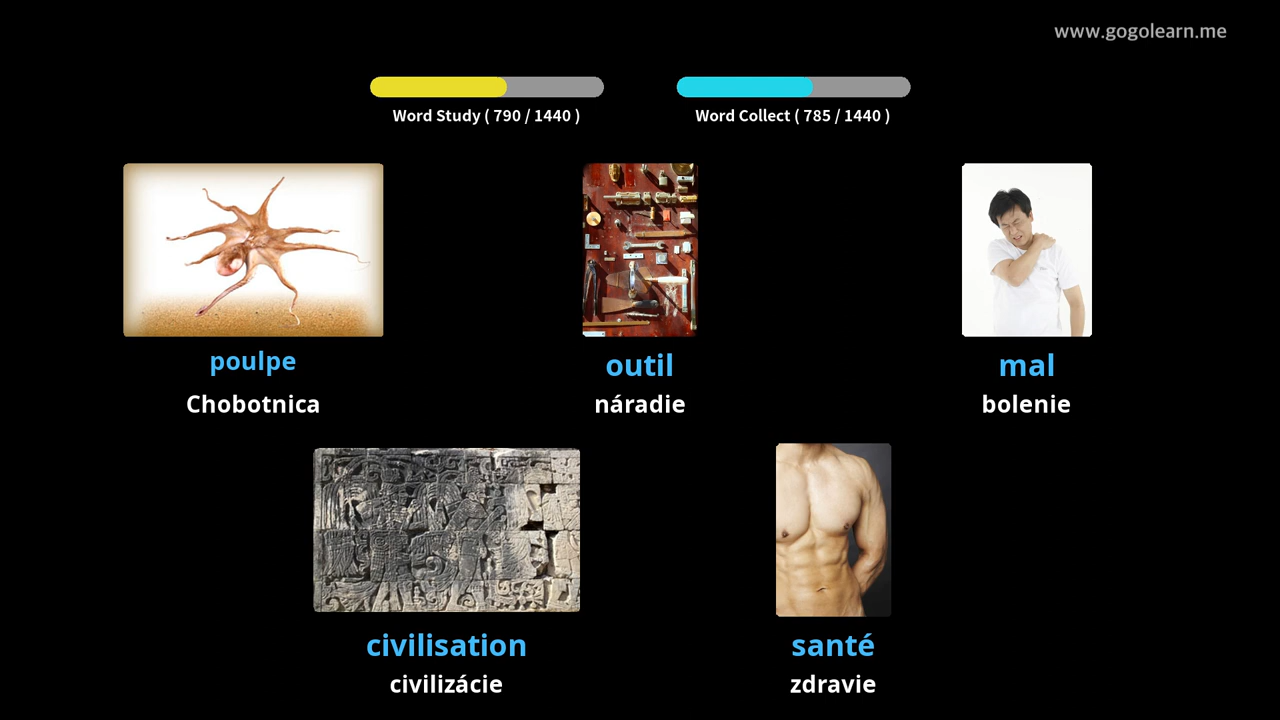 www.gogolearn.me
Word Study ( 790 / 1440 )
Word Collect ( 785 / 1440 )
poulpe
outil
mal
Chobotnica
náradie
bolenie
civilisation
santé
civilizácie
zdravie